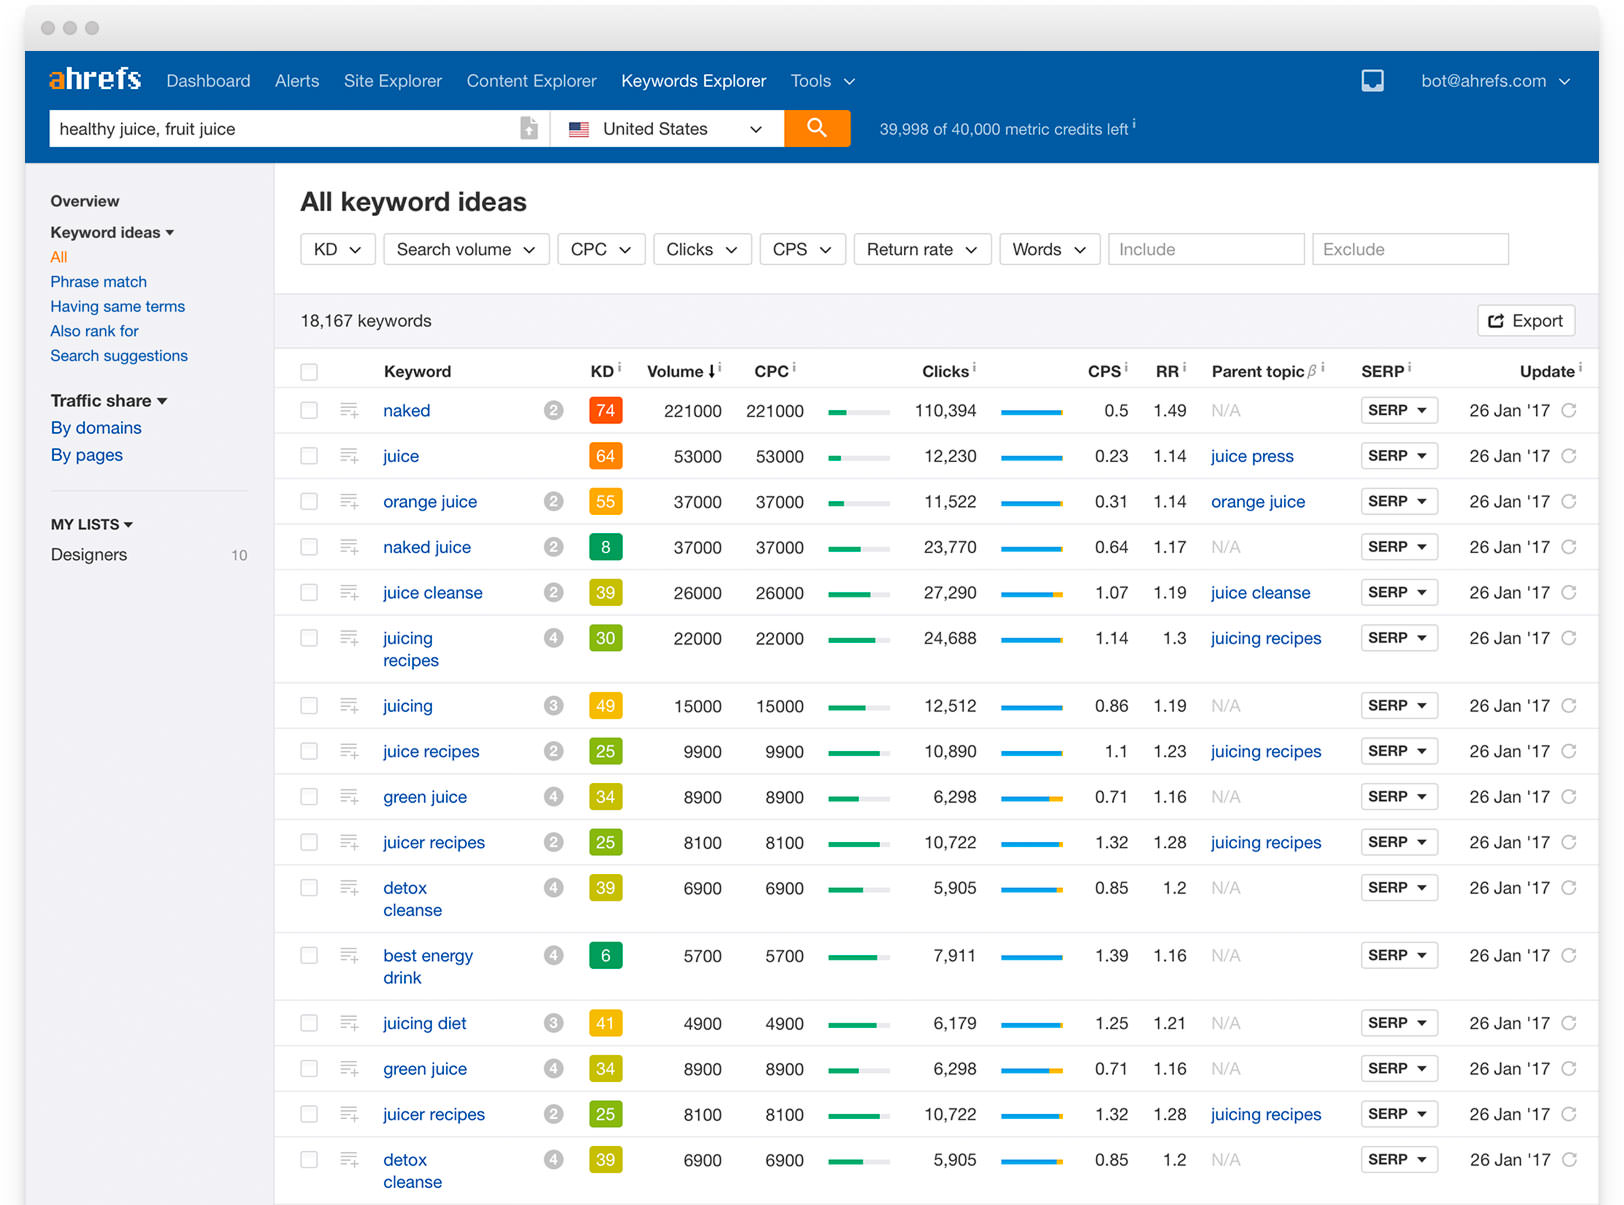 ahrefs Dashboard Alerts Site Explorer Content Explorer Keywords Explorer Tools bot@ahrefs.com
healthy juice, fruit juice United States 39,998 of 40,000 metric credits left i
Overview
Keyword ideas
All
Phrase match
Having same terms
Also rank for
Search suggestions
Traffic share
By domains
By pages
MY LISTS
Designers 10
All keyword ideas
KD Search volume CPC Clicks CPS Return rate Words Include Exclude
18,167 keywords Export
Keyword KD i Volume i CPC i Clicks i CPS i RR i Parent topic β i SERP i Update i
naked 2 74 221000 221000 110,394 0.5 1.49 N/A SERP 26 Jan '17
juice 64 53000 53000 12,230 0.23 1.14 juice press SERP 26 Jan '17
orange juice 2 55 37000 37000 11,522 0.31 1.14 orange juice SERP 26 Jan '17
naked juice 2 8 37000 37000 23,770 0.64 1.17 N/A SERP 26 Jan '17
juice cleanse 2 39 26000 26000 27,290 1.07 1.19 juice cleanse SERP 26 Jan '17
juicing 4 30 22000 22000 24,688 1.14 1.3 juicing recipes SERP 26 Jan '17
recipes
juicing 3 49 15000 15000 12,512 0.86 1.19 N/A SERP 26 Jan '17
juice recipes 2 25 9900 9900 10,890 1.1 1.23 juicing recipes SERP 26 Jan '17
green juice 4 34 8900 8900 6,298 0.71 1.16 N/A SERP 26 Jan '17
juicer recipes 2 25 8100 8100 10,722 1.32 1.28 juicing recipes SERP 26 Jan '17
detox 4 39 6900 6900 5,905 0.85 1.2 N/A SERP 26 Jan '17
cleanse
best energy 4 6 5700 5700 7,911 1.39 1.16 N/A SERP 26 Jan '17
drink
juicing diet 3 41 4900 4900 6,179 1.25 1.21 N/A SERP 26 Jan '17
green juice 4 34 8900 8900 6,298 0.71 1.16 N/A SERP 26 Jan '17
juicer recipes 2 25 8100 8100 10,722 1.32 1.28 juicing recipes SERP 26 Jan '17
detox 4 39 6900 6900 5,905 0.85 1.2 N/A SERP 26 Jan '17
cleanse